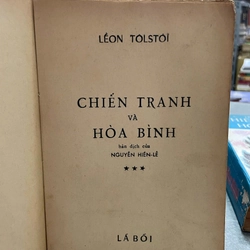 LÉON TOLSTOÏ
CHIẾN TRANH
VÀ
HÒA BÌNH
bản dịch của
NGUYỄN HIẾN-LÊ
***
LÁ BỐI